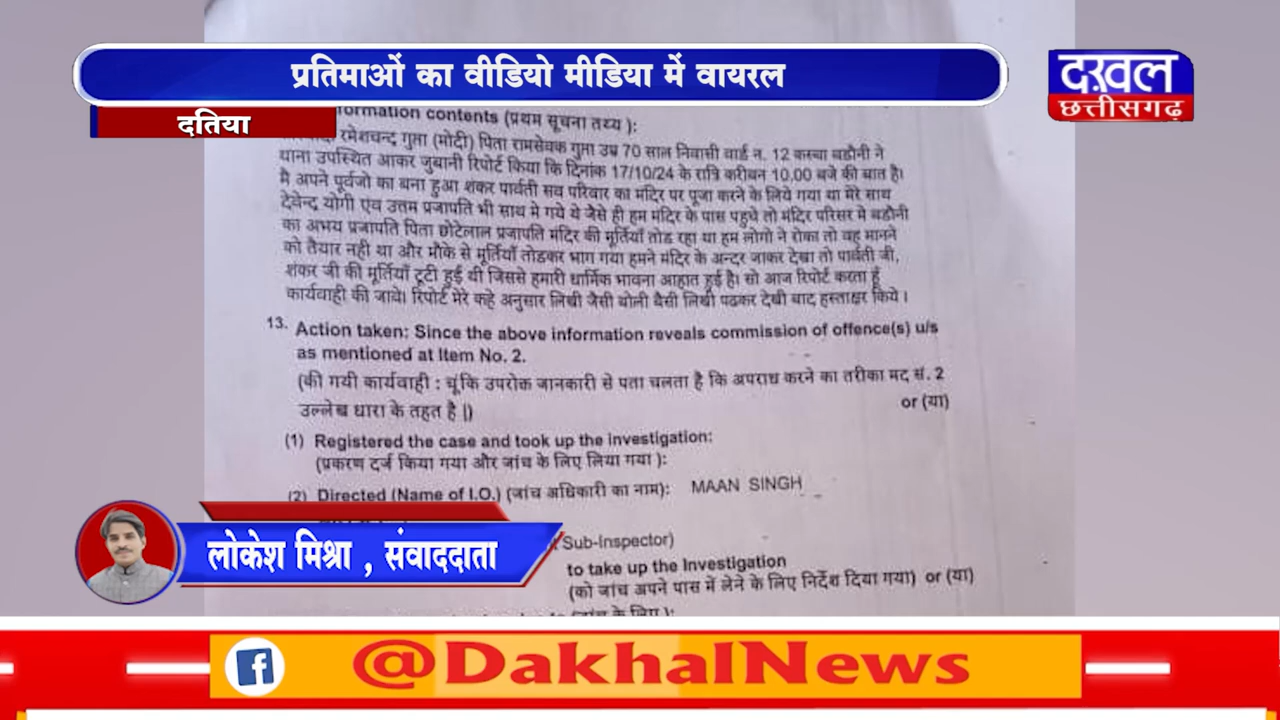 प्रतिमाओं का वीडियो मीडिया में वायरल
दखल
छत्तीसगढ़
दतिया
formation contents (प्रथम सूचना तथ्य ):
रमेशचन्द्र गुप्ता (मोदी) पिता रामसेवक गुप्ता उम्र 70 साल निवासी वार्ड न. 12 कस्बा बडौनी ने
थाना उपस्थित आकर जुबानी रिपोर्ट किया कि दिनांक 17/10/24 के रात्रि करीबन 10,00 बजे की बात है।
मै अपने पूर्वजो का बना हुआ शंकर पार्वती सव परिवार का मंदिर पर पूजा करने के लिये गया था मेरे साथ
देवेन्द्र योगी एंव उत्तम प्रजापति भी साथ मे गये थे जैसे ही हम मंदिर के पास पहुचे तो मंदिर परिसर मे बडौनी
का अभय प्रजापति पिता छोटेलाल प्रजापति मंदिर की मूर्तियाँ तोड रहा था हम लोगो ने रोका तो वह मानने
को तैयार नही था और मौके से मूर्तियाँ तोडकर भाग गया हमने मंदिर के अन्दर जाकर देखा तो पार्वती जी,
शंकर जी की मूर्तियाँ टूटी हुई थी जिससे हमारी धार्मिक भावना आहात हुई है। सो आज रिपोर्ट करता हूँ
कार्यवाही की जावे। रिपोर्ट मेरे कहे अनुसार लिखी जैसी बोली वैसी लिखी पढकर देखी बाद हस्ताक्षर किये ।
13. Action taken: Since the above information reveals commission of offence(s) u/s
as mentioned at Item No. 2.
(की गयी कार्यवाही : चूंकि उपरोक्त जानकारी से पता चलता है कि अपराध करने का तरीका मद सं. 2
उल्लेख धारा के तहत है |)
or (या)
(1) Registered the case and took up the investigation:
(प्रकरण दर्ज किया गया और जांच के लिए लिया गया ):
(2) Directed (Name of I.O.) (जांच अधिकारी का नाम): MAAN SINGH
Sub-Inspector)
लोकेश मिश्रा , संवाददाता
to take up the Investigation
(को जांच अपने पास में लेने के लिए निर्देश दिया गया) or (या)
(जांच के लिए ):
@DakhalNews